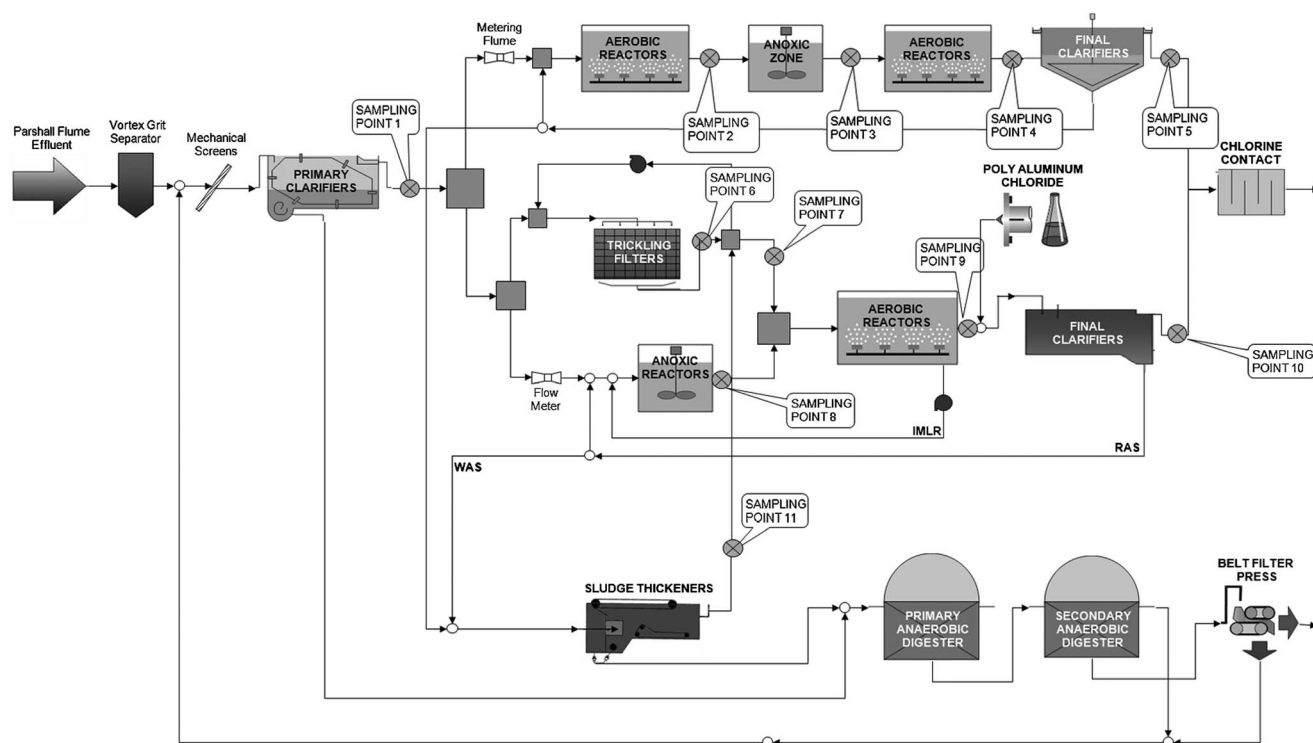 Metering
Flume
AEROBIC
REACTORS
ANOXIC
ZONE
AEROBIC
REACTORS
FINAL
CLARIFIERS
SAMPLING
POINT 1
SAMPLING
POINT 2
SAMPLING
POINT 3
SAMPLING
POINT 4
SAMPLING
POINT 5
Parshall Flume
Effluent
Vortex Grit
Separator
Mechanical
Screens
PRIMARY
CLARIFIERS
CHLORINE
CONTACT
POLY ALUMINUM
CHLORIDE
SAMPLING
POINT 6
SAMPLING
POINT 7
TRICKLING
FILTERS
SAMPLING
POINT 9
AEROBIC
REACTORS
FINAL
CLARIFIERS
SAMPLING
POINT 10
ANOXIC
REACTORS
Flow
Meter
SAMPLING
POINT 8
IMLR
RAS
WAS
SAMPLING
POINT 11
SLUDGE THICKENERS
PRIMARY
ANAEROBIC
DIGESTER
SECONDARY
ANAEROBIC
DIGESTER
BELT FILTER
PRESS